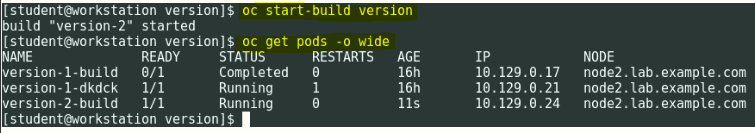 [student@workstation version]$ oc start-build version
build "version-2" started
[student@workstation version]$ oc get pods -o wide
NAME READY STATUS RESTARTS AGE IP NODE
version-1-build 0/1 Completed 0 16h 10.129.0.17 node2.lab.example.com
version-1-dkdck 1/1 Running 1 16h 10.129.0.21 node2.lab.example.com
version-2-build 1/1 Running 0 11s 10.129.0.24 node2.lab.example.com
[student@workstation version]$